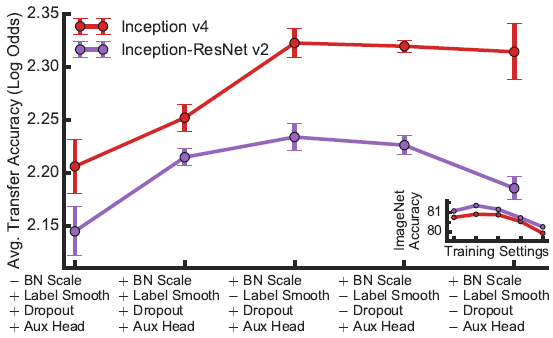 2.35
2.30
2.25
2.20
2.15
Avg. Transfer Accuracy (Log Odds)
Inception v4
Inception-ResNet v2
ImageNet
Accuracy
81
80
Training Settings
− BN Scale
+ Label Smooth
+ Dropout
+ Aux Head
+ BN Scale
+ Label Smooth
+ Dropout
+ Aux Head
+ BN Scale
− Label Smooth
+ Dropout
+ Aux Head
+ BN Scale
− Label Smooth
− Dropout
+ Aux Head
+ BN Scale
− Label Smooth
− Dropout
− Aux Head